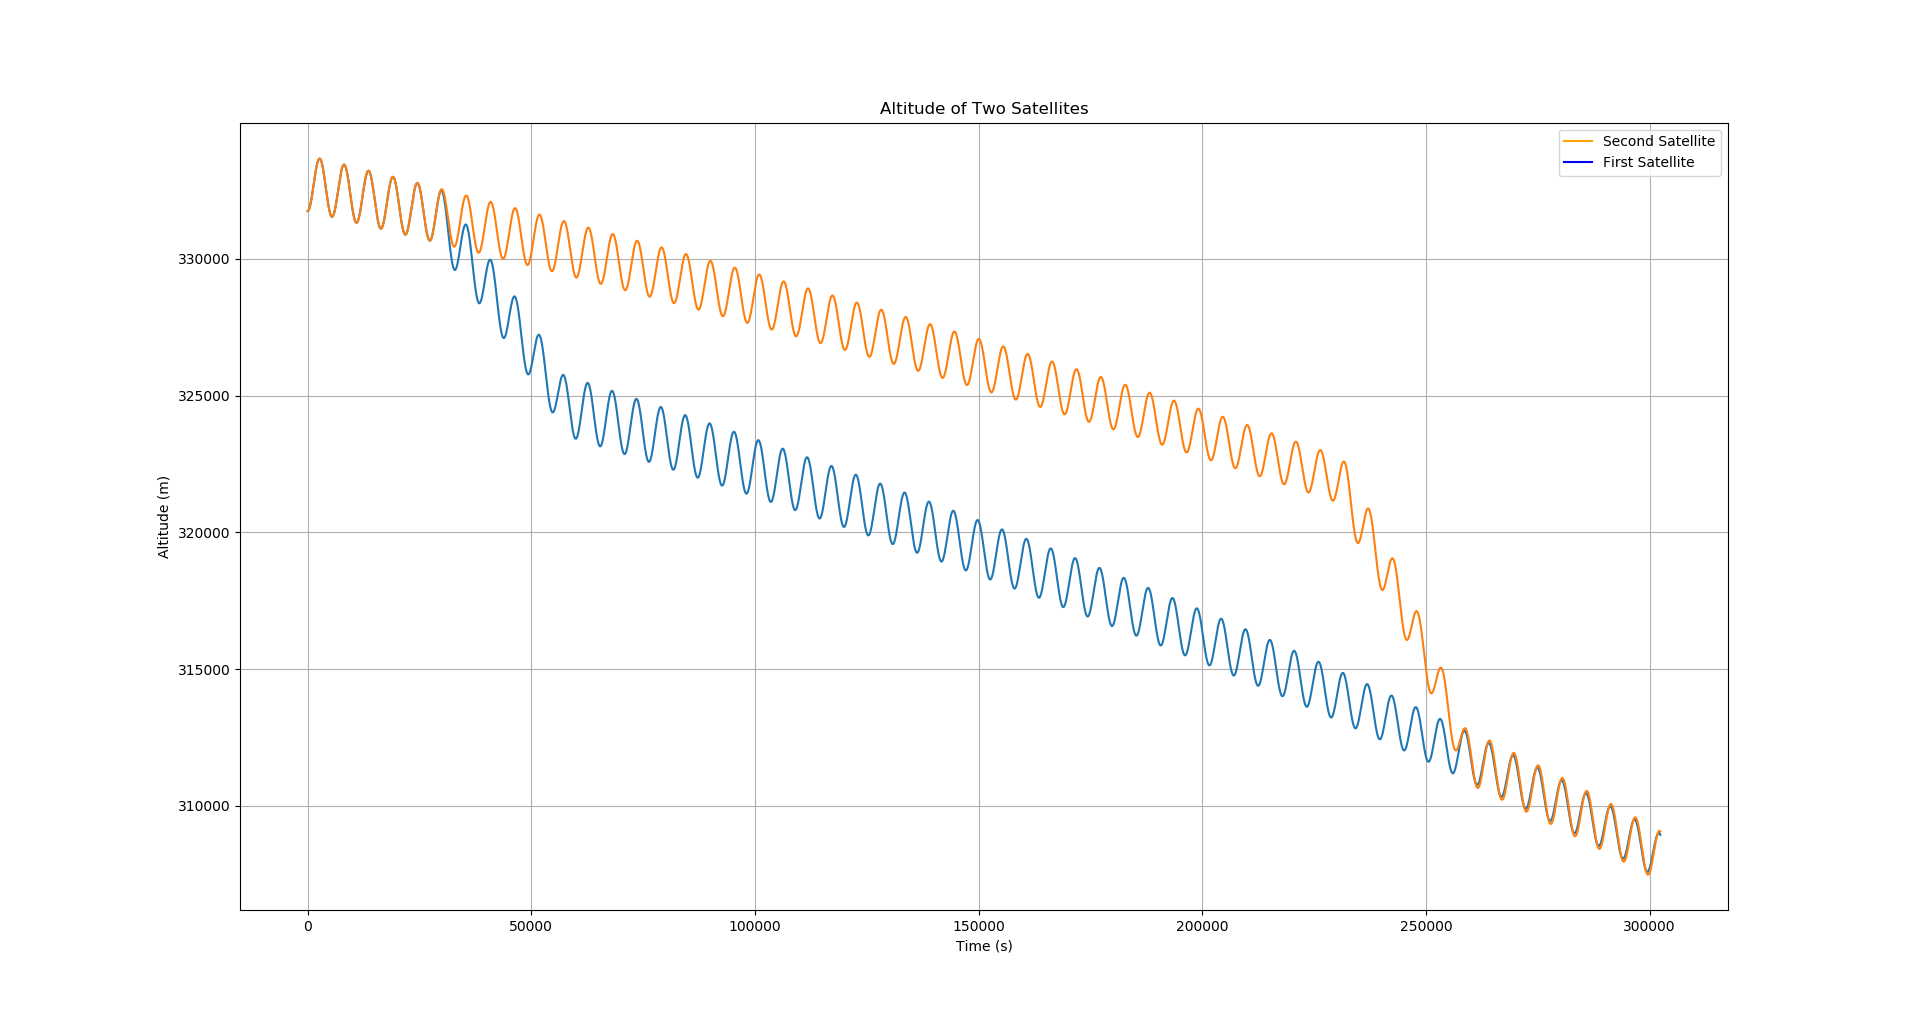 Altitude of Two Satellites
Second Satellite
First Satellite
330000
325000
320000
315000
310000
Altitude (m)
0 50000 100000 150000 200000 250000 300000
Time (s)